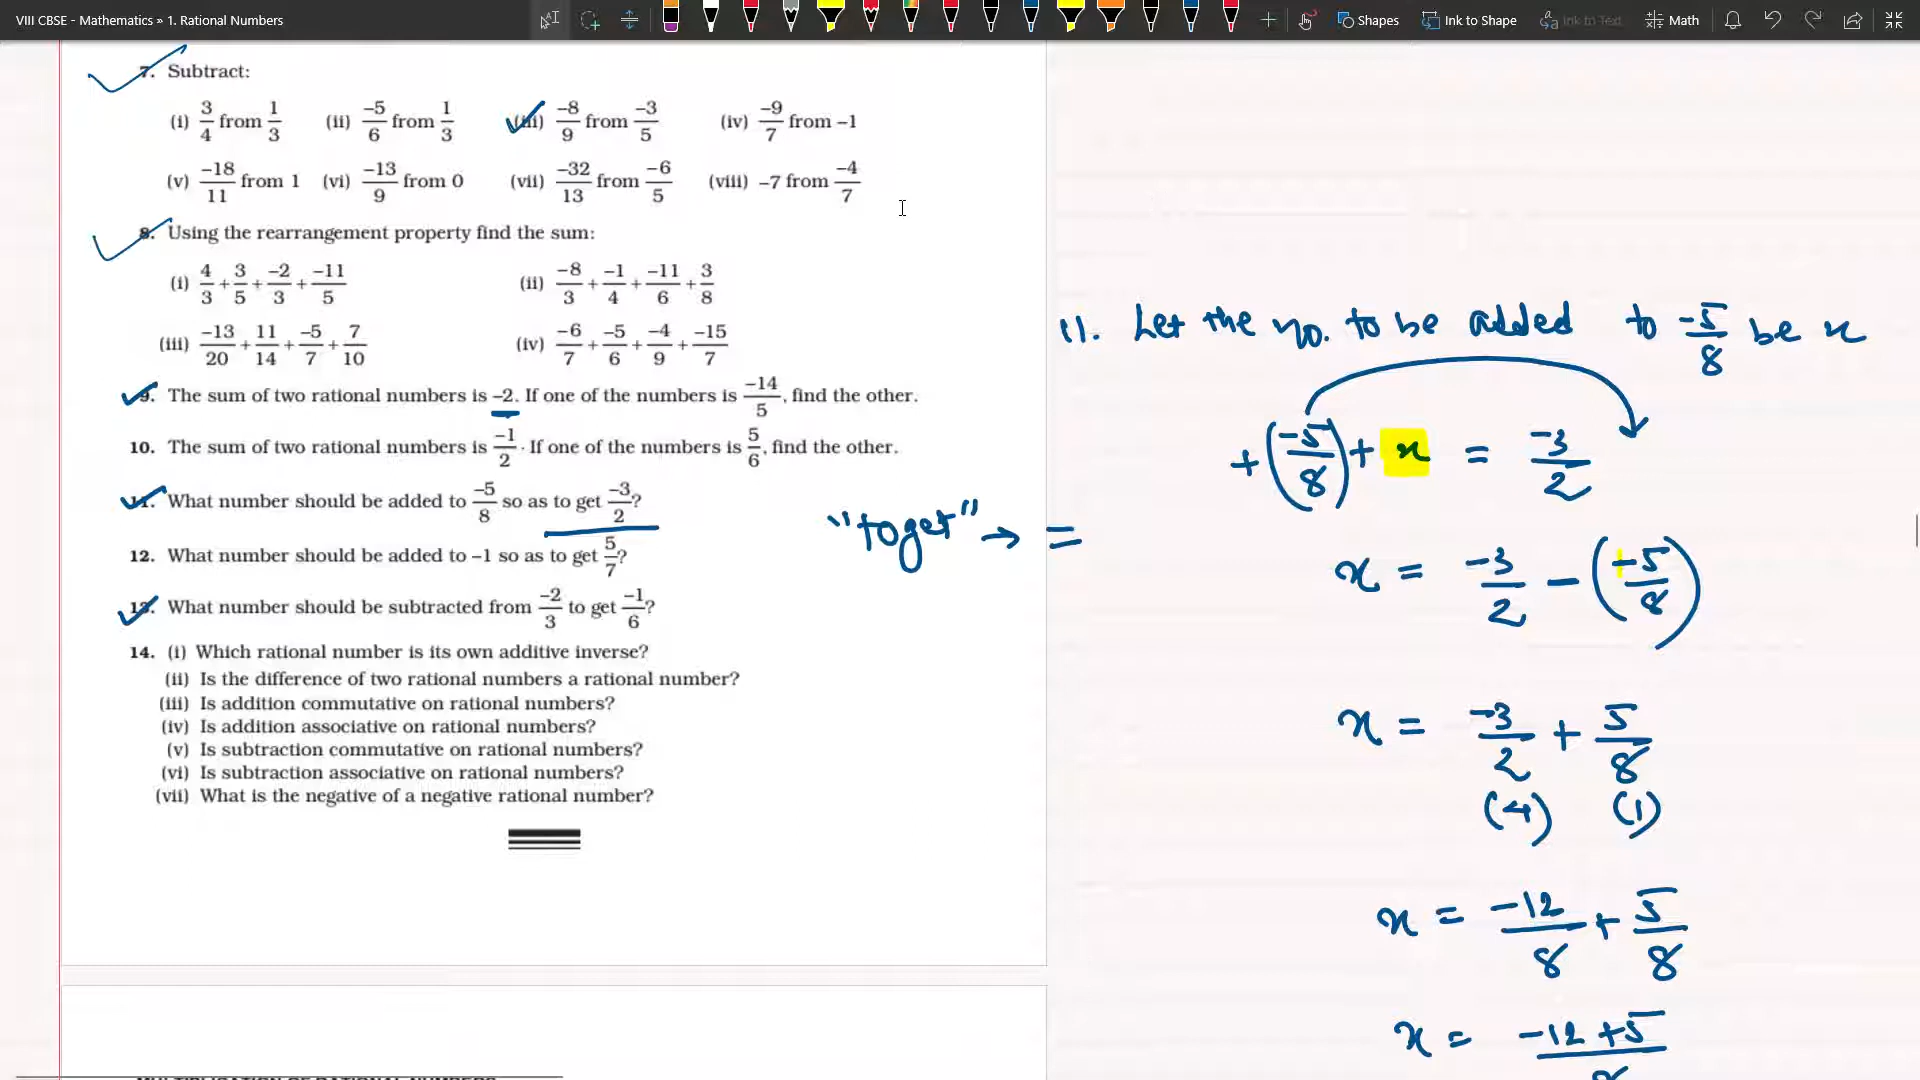 VIII CBSE - Mathematics » 1. Rational Numbers
Shapes Ink to Shape Ink to Text Math
7. Subtract:
(i) 3/4 from 1/3 (ii) -5/6 from 1/3 (iii) -8/9 from -3/5 (iv) -9/7 from -1
(v) -18/11 from 1 (vi) -13/9 from 0 (vii) -32/13 from -6/5 (viii) -7 from -4/7
8. Using the rearrangement property find the sum:
(i) 4/3 + 3/5 + -2/3 + -11/5 (ii) -8/3 + -1/4 + -11/6 + 3/8
(iii) -13/20 + 11/14 + -5/7 + 7/10 (iv) -6/7 + -5/6 + -4/9 + -15/7
9. The sum of two rational numbers is -2. If one of the numbers is -14/5, find the other.
10. The sum of two rational numbers is -1/2. If one of the numbers is 5/6, find the other.
11. What number should be added to -5/8 so as to get -3/2?
12. What number should be added to -1 so as to get 5/7?
13. What number should be subtracted from -2/3 to get -1/6?
14. (i) Which rational number is its own additive inverse?
(ii) Is the difference of two rational numbers a rational number?
(iii) Is addition commutative on rational numbers?
(iv) Is addition associative on rational numbers?
(v) Is subtraction commutative on rational numbers?
(vi) Is subtraction associative on rational numbers?
(vii) What is the negative of a negative rational number?
"to get" → =
11. Let the no. to be added to -5/8 be x
+(-5/8) + x = -3/2
x = -3/2 - (-5/8)
x = -3/2 + 5/8
(4) (1)
x = -12/8 + 5/8
x = -12 + 5